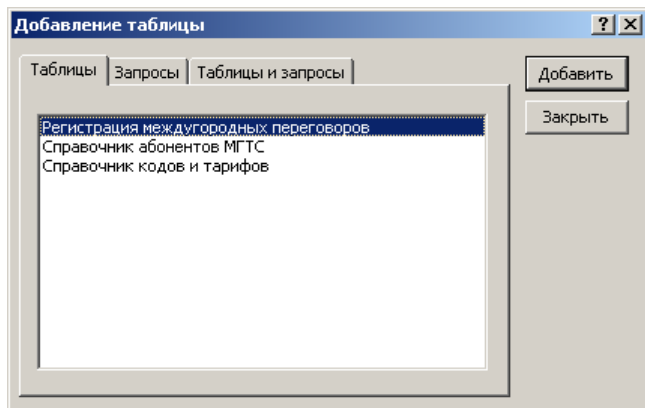 Добавление таблицы
Таблицы Запросы Таблицы и запросы
Добавить
Закрыть
Регистрация междугородных переговоров
Справочник абонентов МГТС
Справочник кодов и тарифов